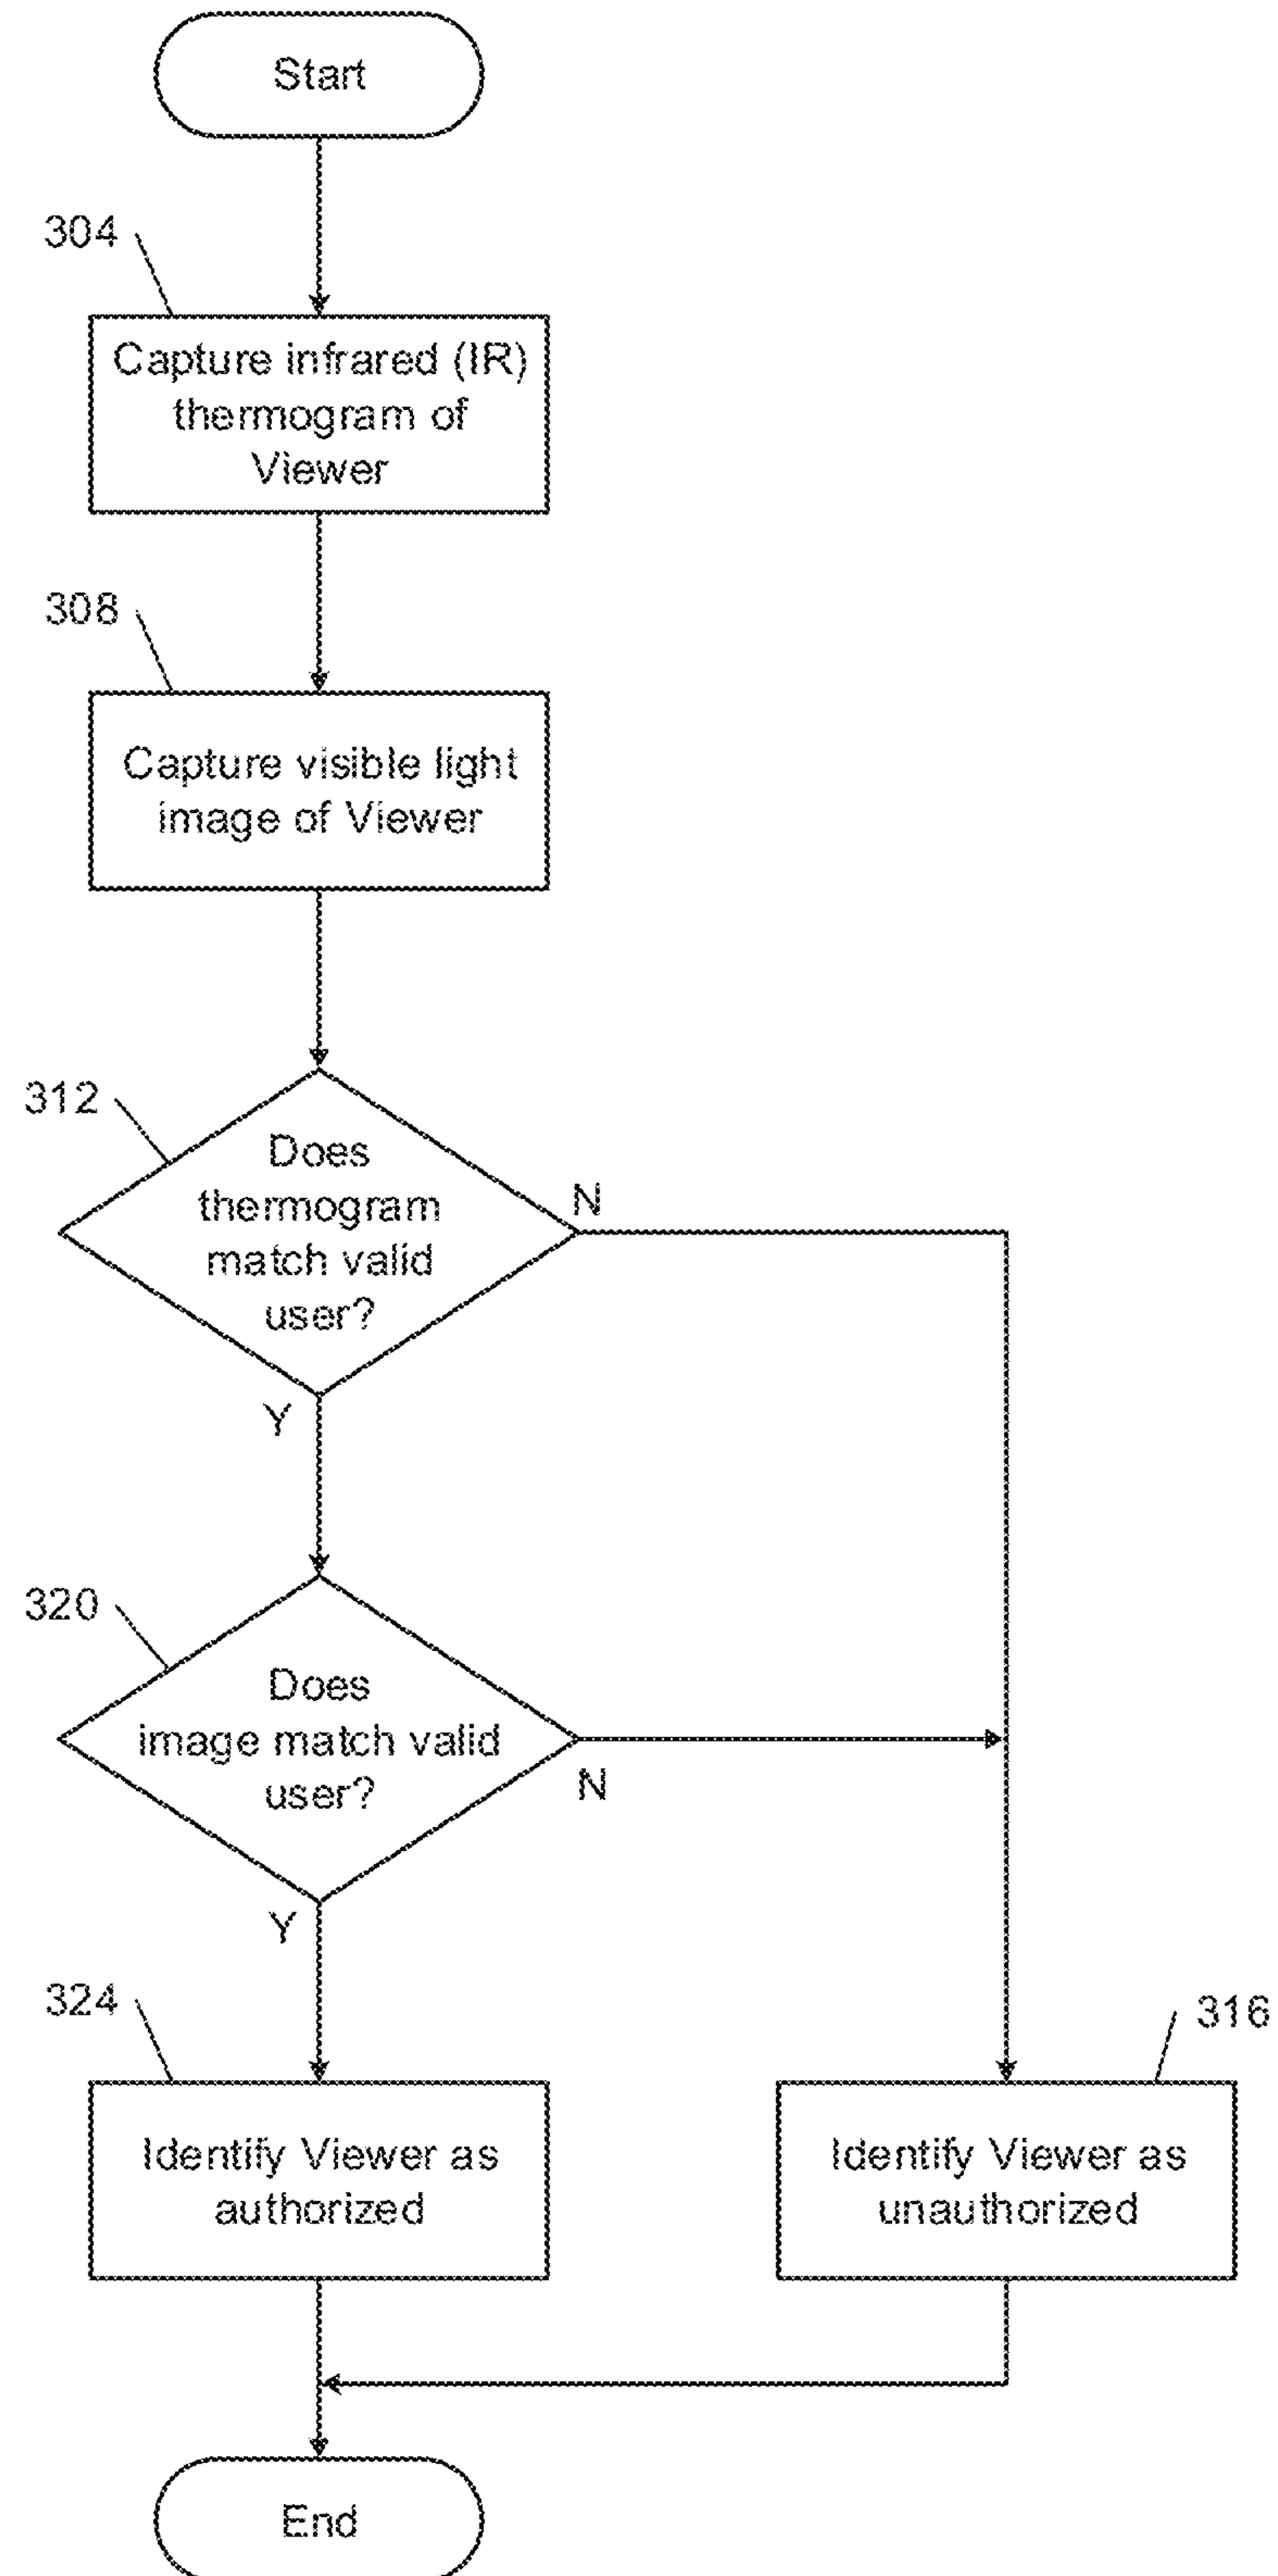 Start
304
Capture infrared (IR)
thermogram of
Viewer
308
Capture visible light
image of Viewer
312
Does
thermogram
match valid
user?
N
Y
320
Does
image match valid
user?
N
Y
324
Identify Viewer as
authorized
316
Identify Viewer as
unauthorized
End